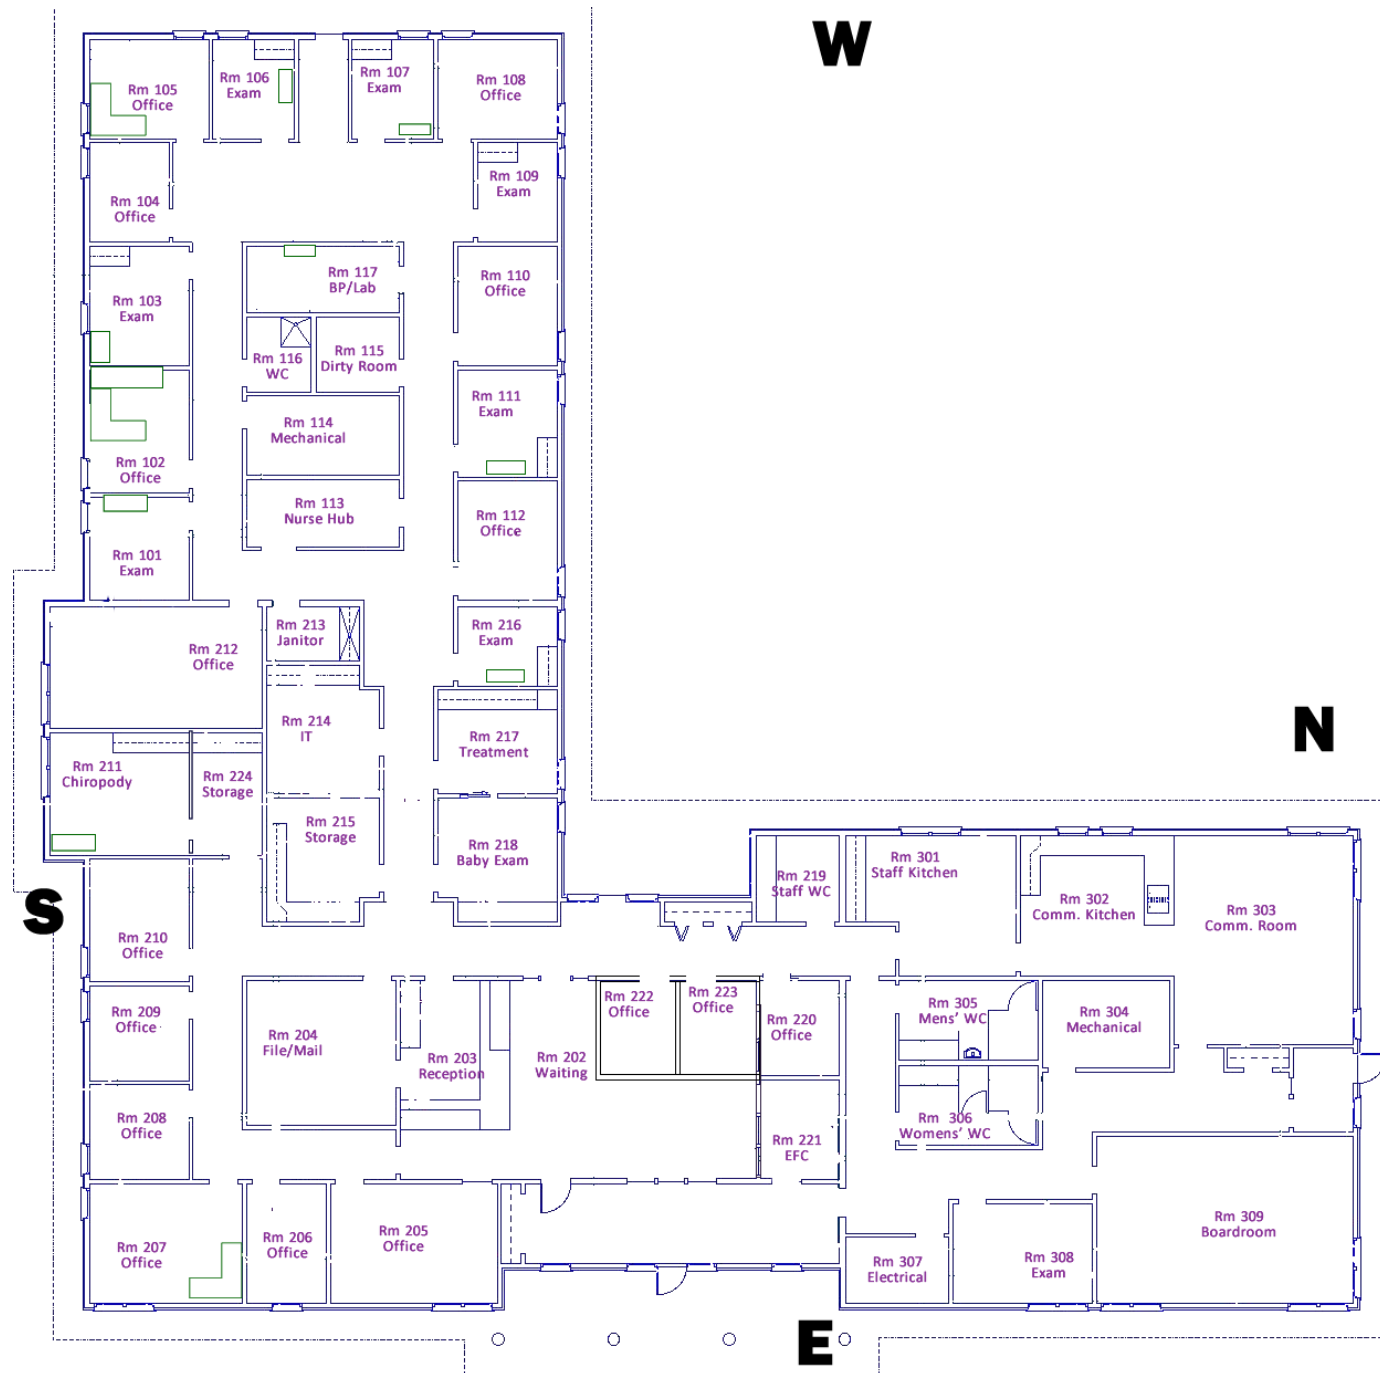 W
Rm 105
Office
Rm 106
Exam
Rm 107
Exam
Rm 108
Office
Rm 104
Office
Rm 109
Exam
Rm 103
Exam
Rm 117
BP/Lab
Rm 110
Office
Rm 116
WC
Rm 115
Dirty Room
Rm 111
Exam
Rm 102
Office
Rm 114
Mechanical
Rm 113
Nurse Hub
Rm 112
Office
Rm 101
Exam
Rm 212
Office
Rm 213
Janitor
Rm 216
Exam
Rm 214
IT
Rm 217
Treatment
N
Rm 211
Chiropody
Rm 224
Storage
Rm 215
Storage
Rm 218
Baby Exam
Rm 219
Staff WC
Rm 301
Staff Kitchen
Rm 302
Comm. Kitchen
Rm 303
Comm. Room
S
Rm 210
Office
Rm 209
Office
Rm 204
File/Mail
Rm 203
Reception
Rm 202
Waiting
Rm 222
Office
Rm 223
Office
Rm 220
Office
Rm 305
Mens' WC
Rm 304
Mechanical
Rm 208
Office
Rm 221
EFC
Rm 306
Womens' WC
Rm 207
Office
Rm 206
Office
Rm 205
Office
Rm 307
Electrical
Rm 308
Exam
Rm 309
Boardroom
E